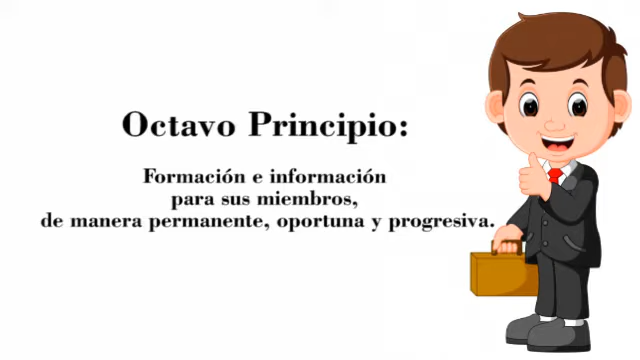 Octavo Principio:
Formación e información
para sus miembros,
de manera permanente, oportuna y progresiva.